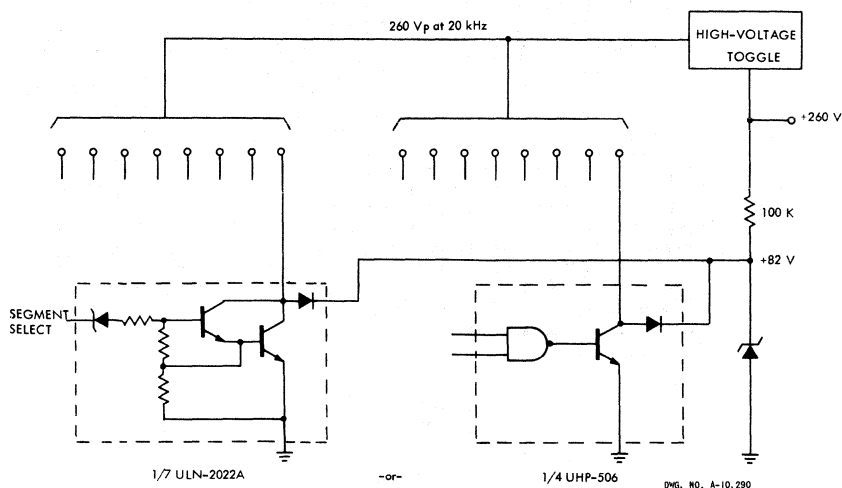 260 Vp at 20 kHz
HIGH-VOLTAGE
TOGGLE
+260 V
100 K
+82 V
SEGMENT
SELECT
1/7 ULN-2022A
-or-
1/4 UHP-506
DWG. NO. A-10,290